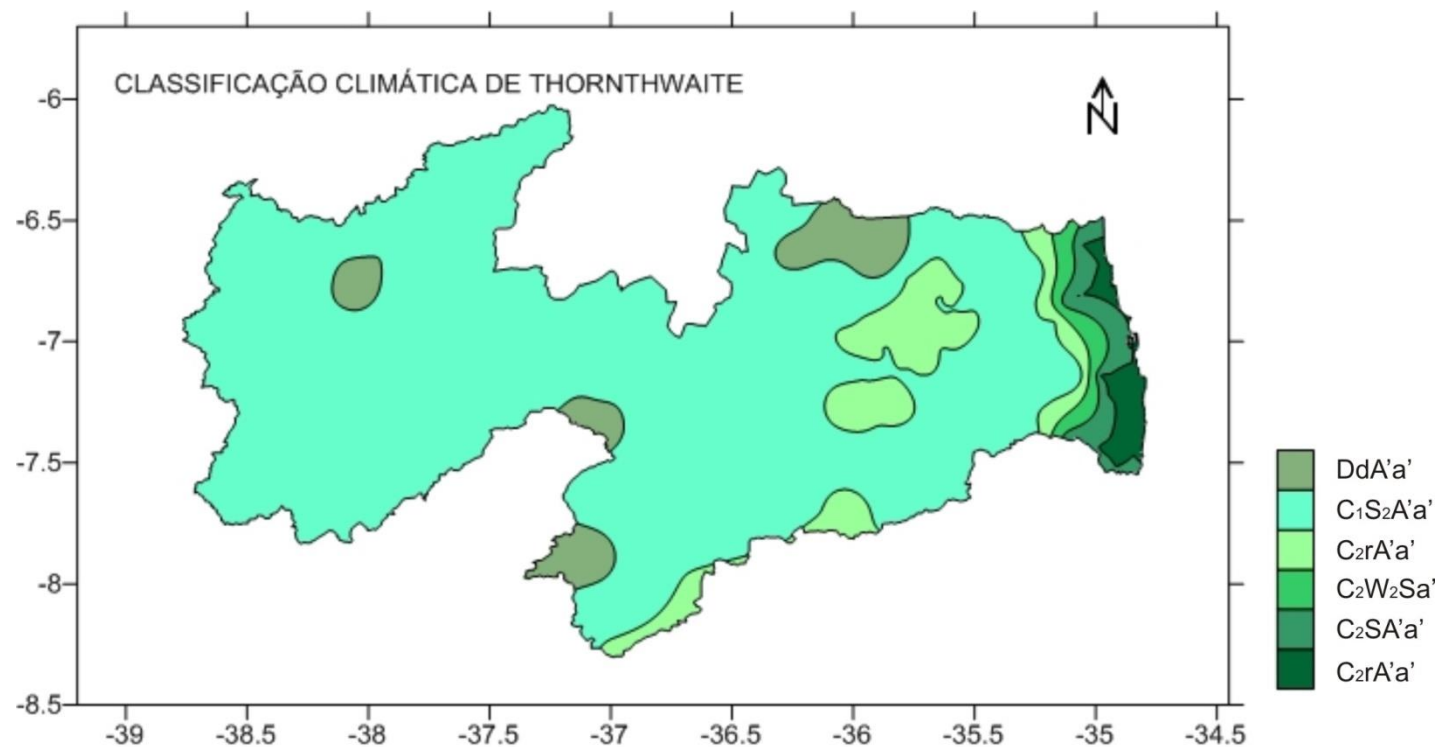 CLASSIFICAÇÃO CLIMÁTICA DE THORNTHWAITE
N
-6
-6.5
-7
-7.5
-8
-8.5
-39
-38.5
-38
-37.5
-37
-36.5
-36
-35.5
-35
-34.5
DdA'a'
C₁S₂A'a'
C₂rA'a'
C₂W₂Sa'
C₂SA'a'
C₂rA'a'